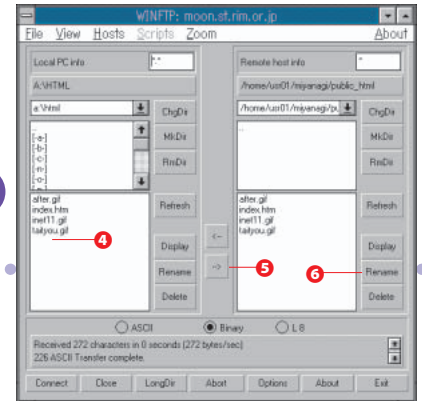 WINFTP: moon.st.rim.or.jp
File View Hosts Scripts Zoom About
Local PC info *.*
A:\HTML
a:\html
ChgDir
..
[-a-]
[-b-]
[-c-]
[-n-]
[-o-]
MkDir
RmDir
after.gif
index.htm
inet11.gif
taityou.gif
Refresh
Display
Rename
Delete
4
<--
-->
5
Remote host info *
/home/usr01/miyanagi/public_html
/home/usr01/miyanagi/pu
ChgDir
..
MkDir
RmDir
after.gif
index.htm
inet11.gif
taityou.gif
Refresh
Display
6
Rename
Delete
ASCII Binary L8
Received 272 characters in 0 seconds (272 bytes/sec)
226 ASCII Transfer complete.
Connect Close LongDir Abort Options About Exit